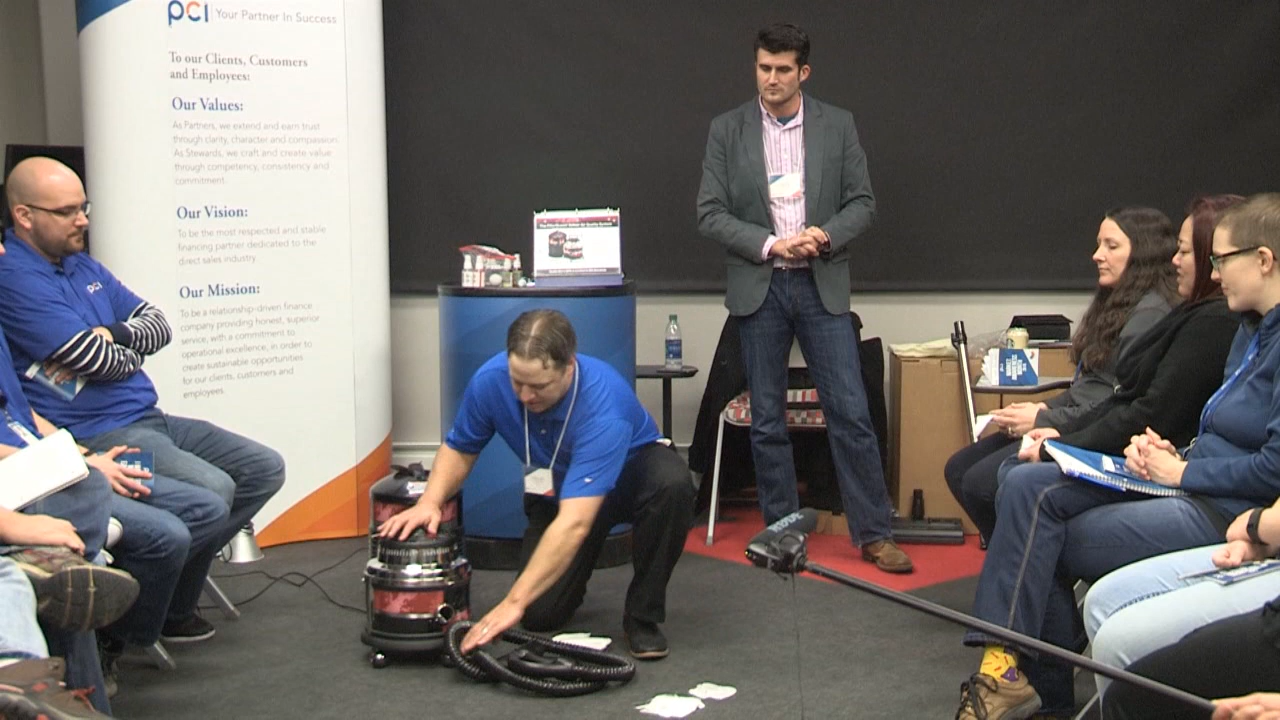 pci | Your Partner In Success
To our Clients, Customers
and Employees:
Our Values:
As Partners, we extend and earn trust
through clarity, character and compassion.
As Stewards, we craft and create value
through competency, consistency and
commitment.
Our Vision:
To be the most respected and stable
financing partner dedicated to the
direct sales industry.
Our Mission:
To be a relationship-driven finance
company providing honest, superior
service, with a commitment to
operational excellence, in order to
create sustainable opportunities
for our clients, customers and
employees.
pci
RØDE